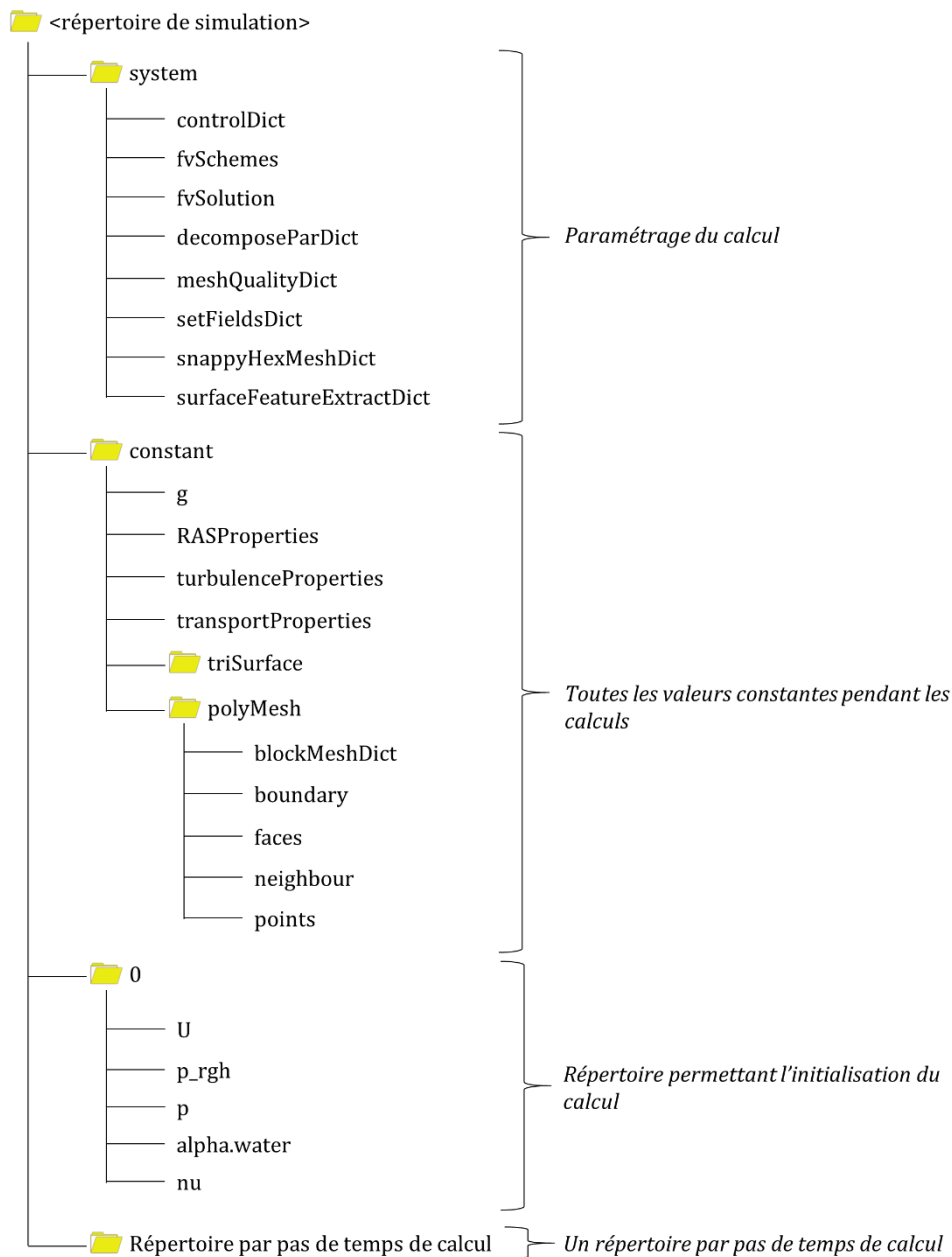 <répertoire de simulation>
system
controlDict
fvSchemes
fvSolution
decomposeParDict
Paramétrage du calcul
meshQualityDict
setFieldsDict
snappyHexMeshDict
surfaceFeatureExtractDict
constant
g
RASProperties
turbulenceProperties
transportProperties
triSurface
polyMesh
Toutes les valeurs constantes pendant les
calculs
blockMeshDict
boundary
faces
neighbour
points
0
U
p_rgh
p
alpha.water
nu
Répertoire permettant l'initialisation du
calcul
Répertoire par pas de temps de calcul
Un répertoire par pas de temps de calcul